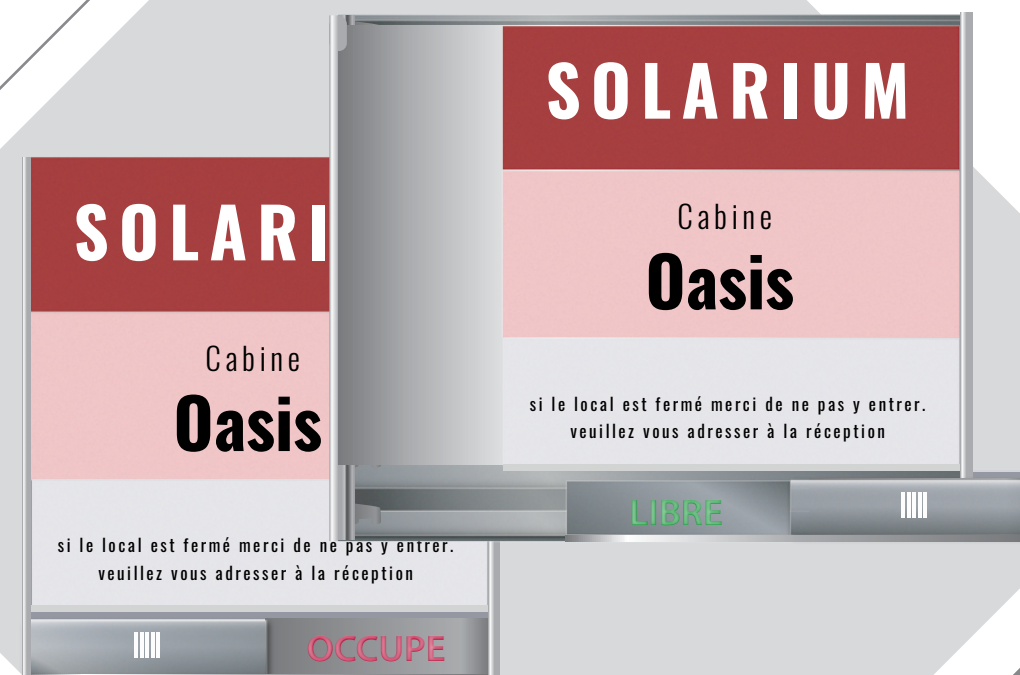 SOLARIUM
Cabine
Oasis
si le local est fermé merci de ne pas y entrer.
veuillez vous adresser à la réception
LIBRE
SOLARI
Cabine
Oasis
si le local est fermé merci de ne pas y entrer.
veuillez vous adresser à la réception
OCCUPE